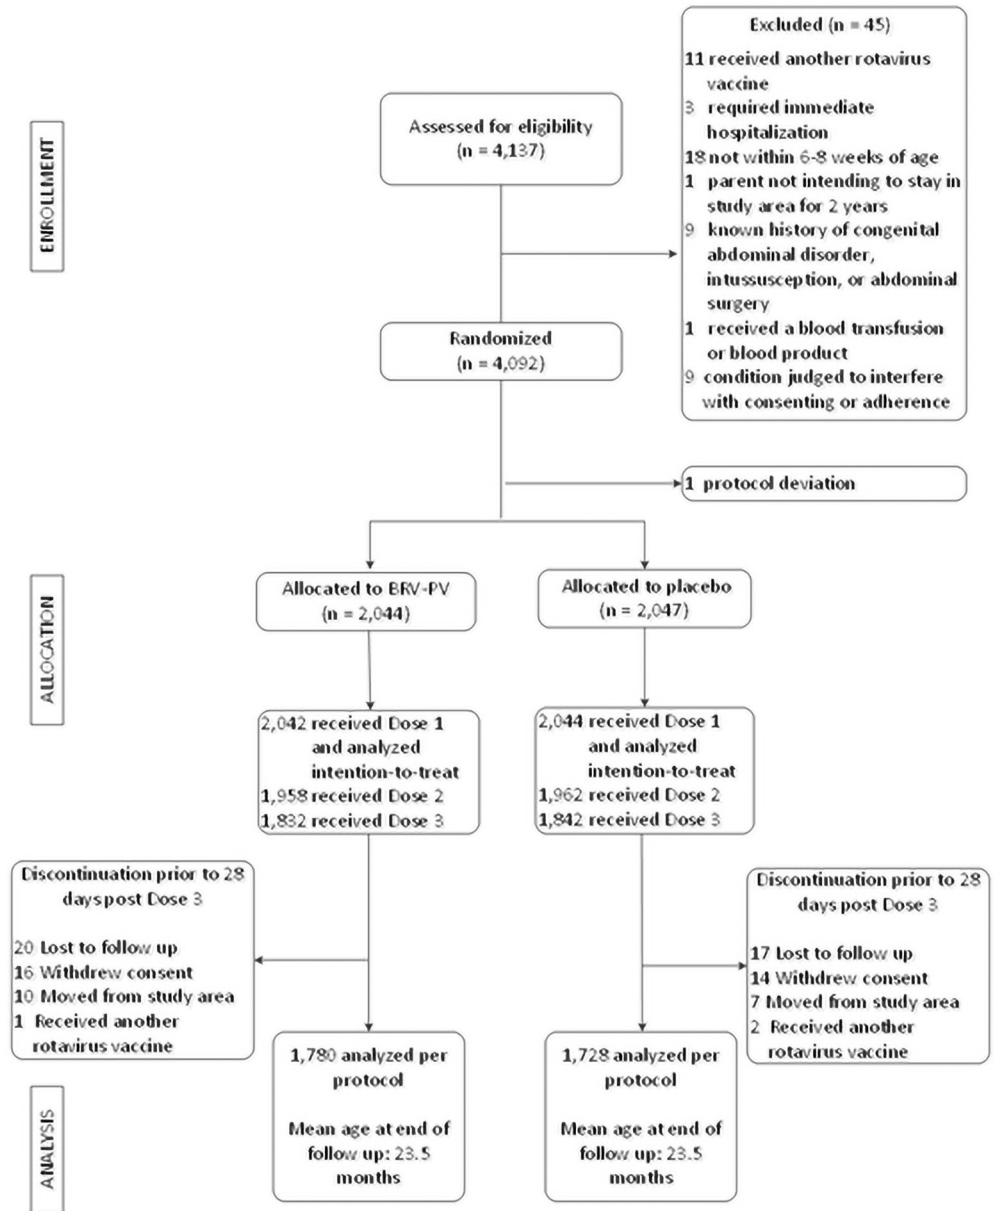 ENROLLMENT
Assessed for eligibility
(n = 4,137)
Excluded (n = 45)
11 received another rotavirus
vaccine
3 required immediate
hospitalization
18 not within 6-8 weeks of age
1 parent not intending to stay in
study area for 2 years
9 known history of congenital
abdominal disorder,
intussusception, or abdominal
surgery
1 received a blood transfusion
or blood product
9 condition judged to interfere
with consenting or adherence
Randomized
(n = 4,092)
1 protocol deviation
ALLOCATION
Allocated to BRV-PV
(n = 2,044)
Allocated to placebo
(n = 2,047)
2,042 received Dose 1
and analyzed
intention-to-treat
1,958 received Dose 2
1,832 received Dose 3
2,044 received Dose 1
and analyzed
intention-to-treat
1,962 received Dose 2
1,842 received Dose 3
Discontinuation prior to 28
days post Dose 3
20 Lost to follow up
16 Withdrew consent
10 Moved from study area
1 Received another
rotavirus vaccine
Discontinuation prior to 28
days post Dose 3
17 Lost to follow up
14 Withdrew consent
7 Moved from study area
2 Received another
rotavirus vaccine
ANALYSIS
1,780 analyzed per
protocol
Mean age at end of
follow up: 23.5
months
1,728 analyzed per
protocol
Mean age at end of
follow up: 23.5
months